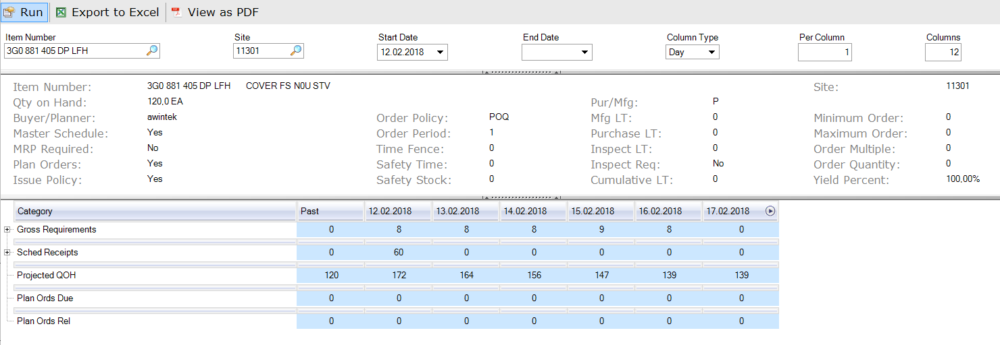 Run Export to Excel View as PDF
Item Number Site Start Date End Date Column Type Per Column Columns
3G0 881 405 DP LFH 11301 12.02.2018 Day 1 12
Item Number: 3G0 881 405 DP LFH COVER FS N0U STV Site: 11301
Qty on Hand: 120,0 EA Pur/Mfg: P
Buyer/Planner: awintek Order Policy: POQ Mfg LT: 0 Minimum Order: 0
Master Schedule: Yes Order Period: 1 Purchase LT: 0 Maximum Order: 0
MRP Required: No Time Fence: 0 Inspect LT: 0 Order Multiple: 0
Plan Orders: Yes Safety Time: 0 Inspect Req: No Order Quantity: 0
Issue Policy: Yes Safety Stock: 0 Cumulative LT: 0 Yield Percent: 100,00%
Category Past 12.02.2018 13.02.2018 14.02.2018 15.02.2018 16.02.2018 17.02.2018
Gross Requirements 0 8 8 8 9 8 0
Sched Receipts 0 60 0 0 0 0 0
Projected QOH 120 172 164 156 147 139 139
Plan Ords Due 0 0 0 0 0 0 0
Plan Ords Rel 0 0 0 0 0 0 0